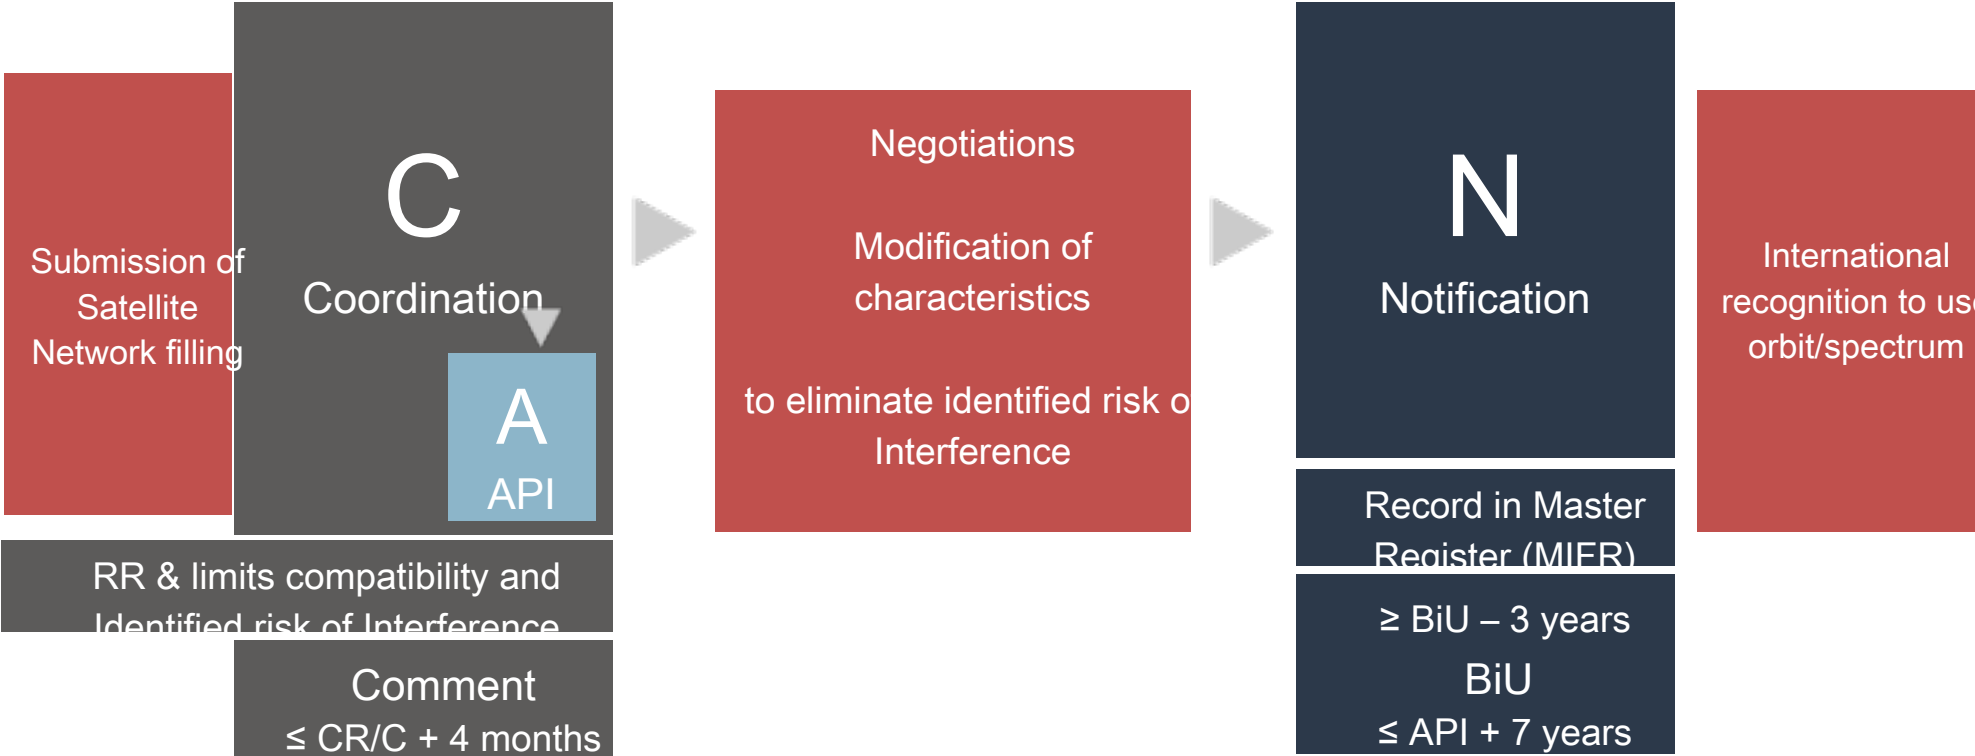 Submission of
Satellite
Network filling
C
Coordination
A
API
RR & limits compatibility and
Identified risk of Interference
Comment
≤ CR/C + 4 months
Negotiations
Modification of
characteristics
to eliminate identified risk o
Interference
N
Notification
Record in Master
Register (MIFR)
≥ BiU – 3 years
BiU
≤ API + 7 years
International
recognition to use
orbit/spectrum